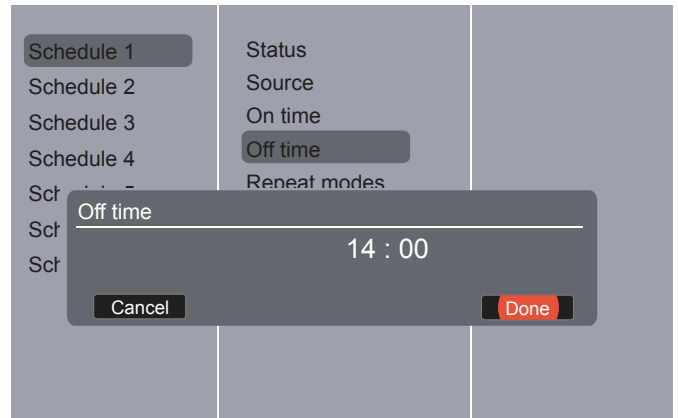 Schedule 1
Schedule 2
Schedule 3
Schedule 4
Status
Source
On time
Off time
Repeat modes
Off time
14 : 00
Cancel
Done